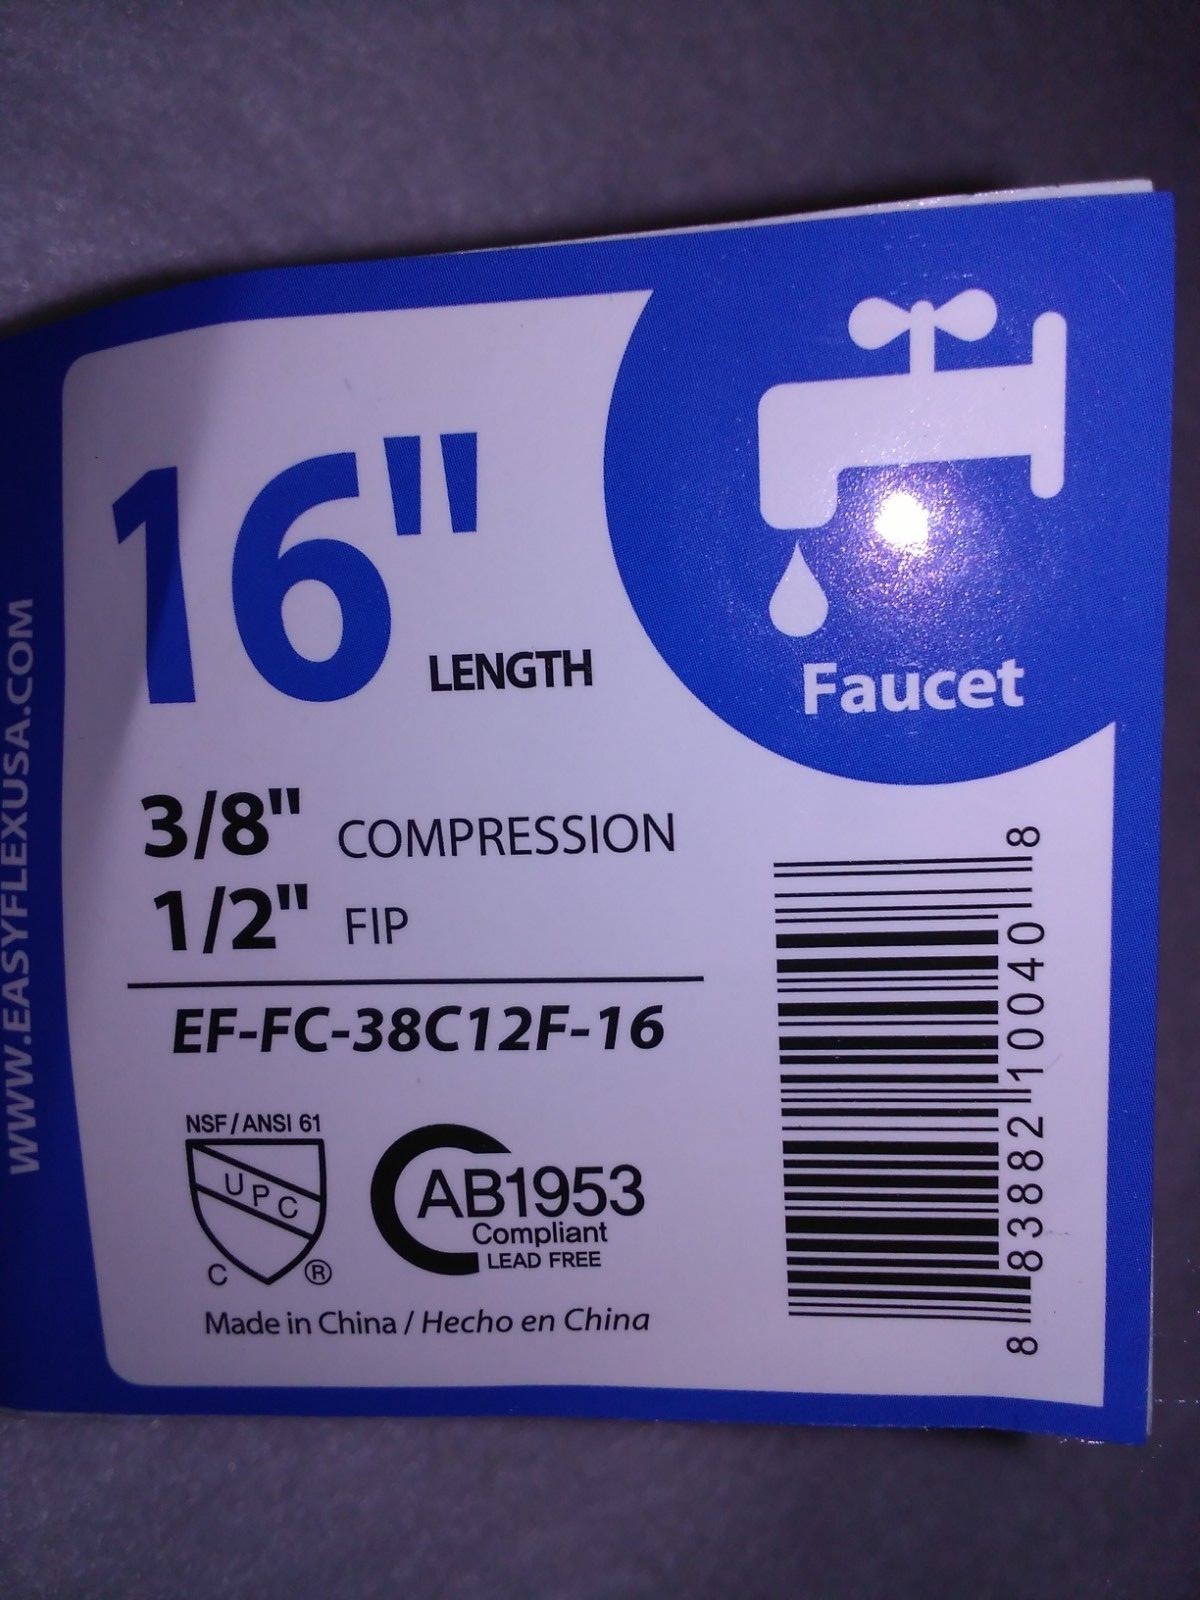 WWW.EASYFLEXUSA.COM
16" LENGTH
Faucet
3/8" COMPRESSION
1/2" FIP
EF-FC-38C12F-16
NSF/ANSI 61
UPC
C ®
AB1953
Compliant
LEAD FREE
Made in China / Hecho en China
8 83882 10040 8